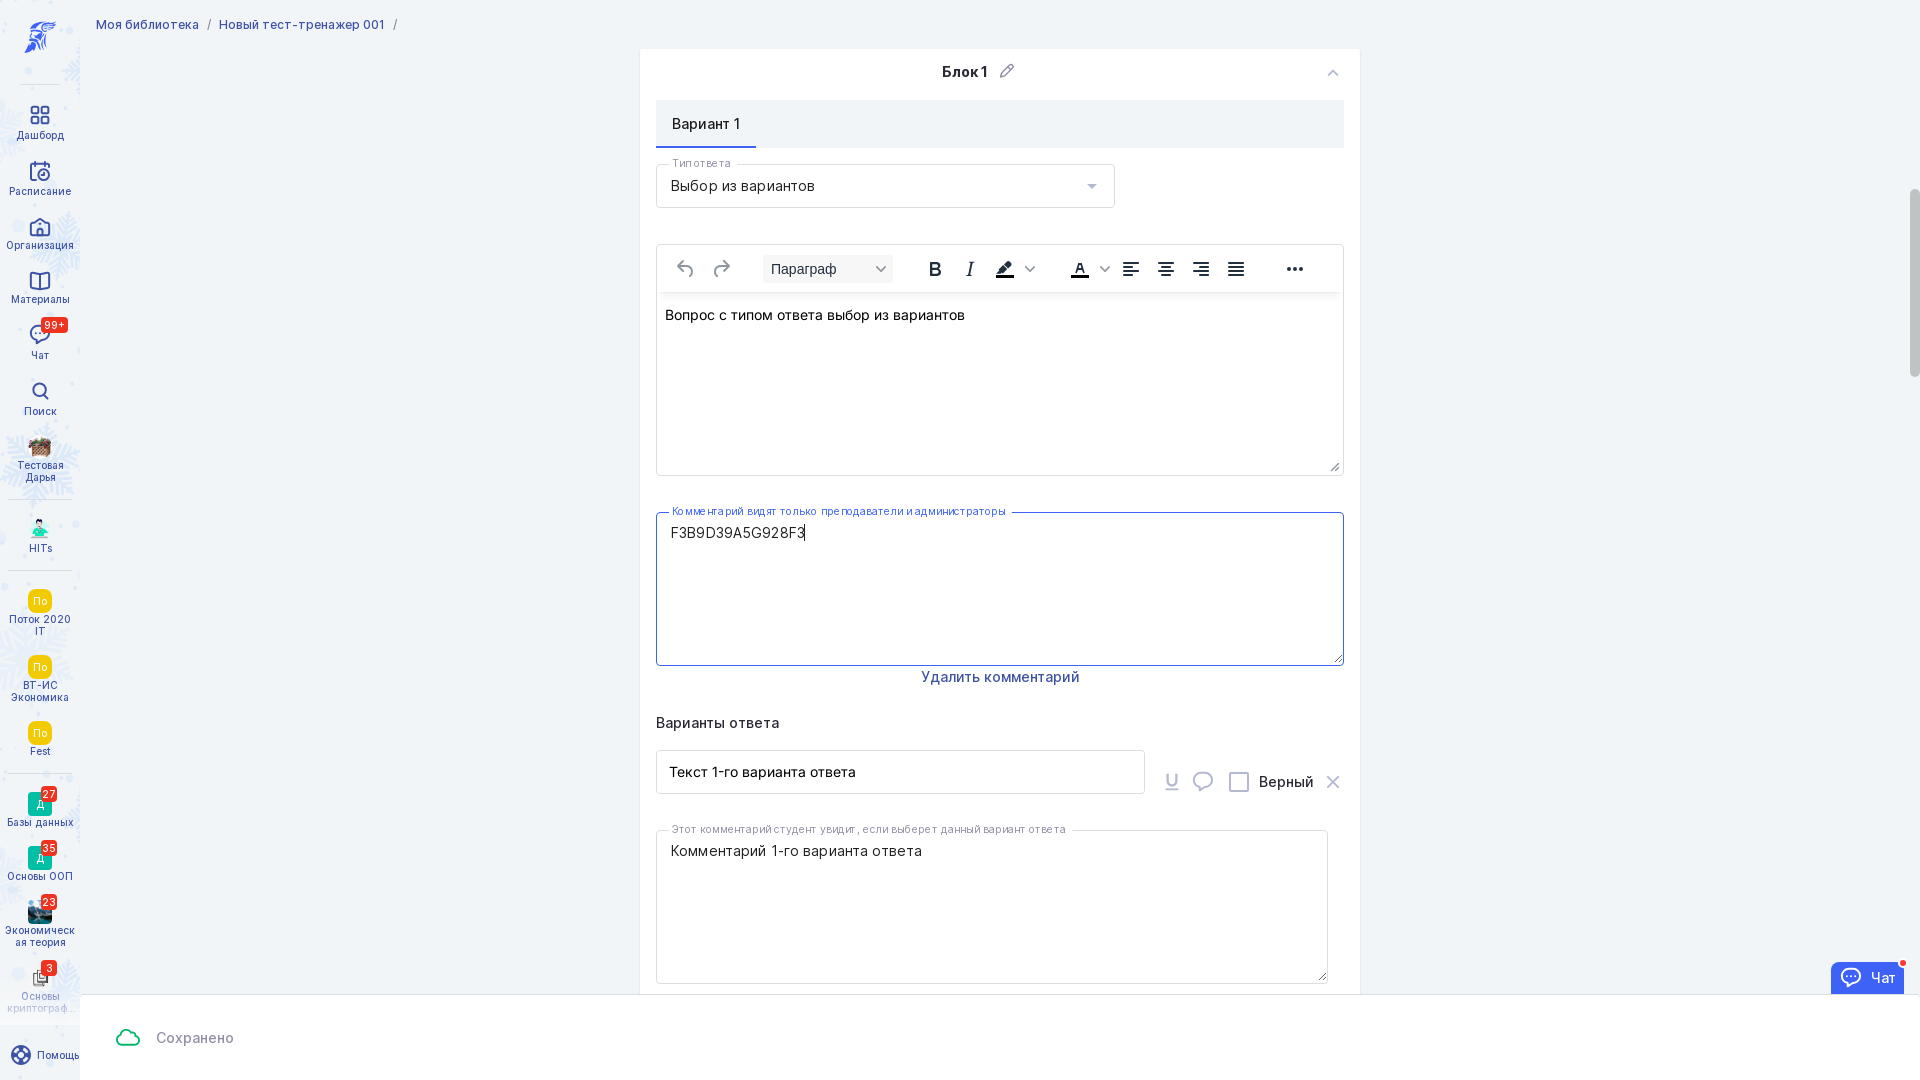 Моя библиотека / Новый тест-тренажер 001 /
Дашборд
Расписание
Организация
Материалы
99+
Чат
Поиск
Тестовая
Дарья
HITs
По
Поток 2020
IT
По
ВТ-ИС
Экономика
По
Fest
27
Д
Базы данных
35
Д
Основы ООП
23
Экономическ
ая теория
3
Основы
криптограф...
Помощь
Блок 1
Вариант 1
Тип ответа
Выбор из вариантов
Параграф
Вопрос с типом ответа выбор из вариантов
Комментарий видят только преподаватели и администраторы
F3B9D39A5G928F3
Удалить комментарий
Варианты ответа
Текст 1-го варианта ответа
Верный
Этот комментарий студент увидит, если выберет данный вариант ответа
Комментарий 1-го варианта ответа
Чат
Сохранено